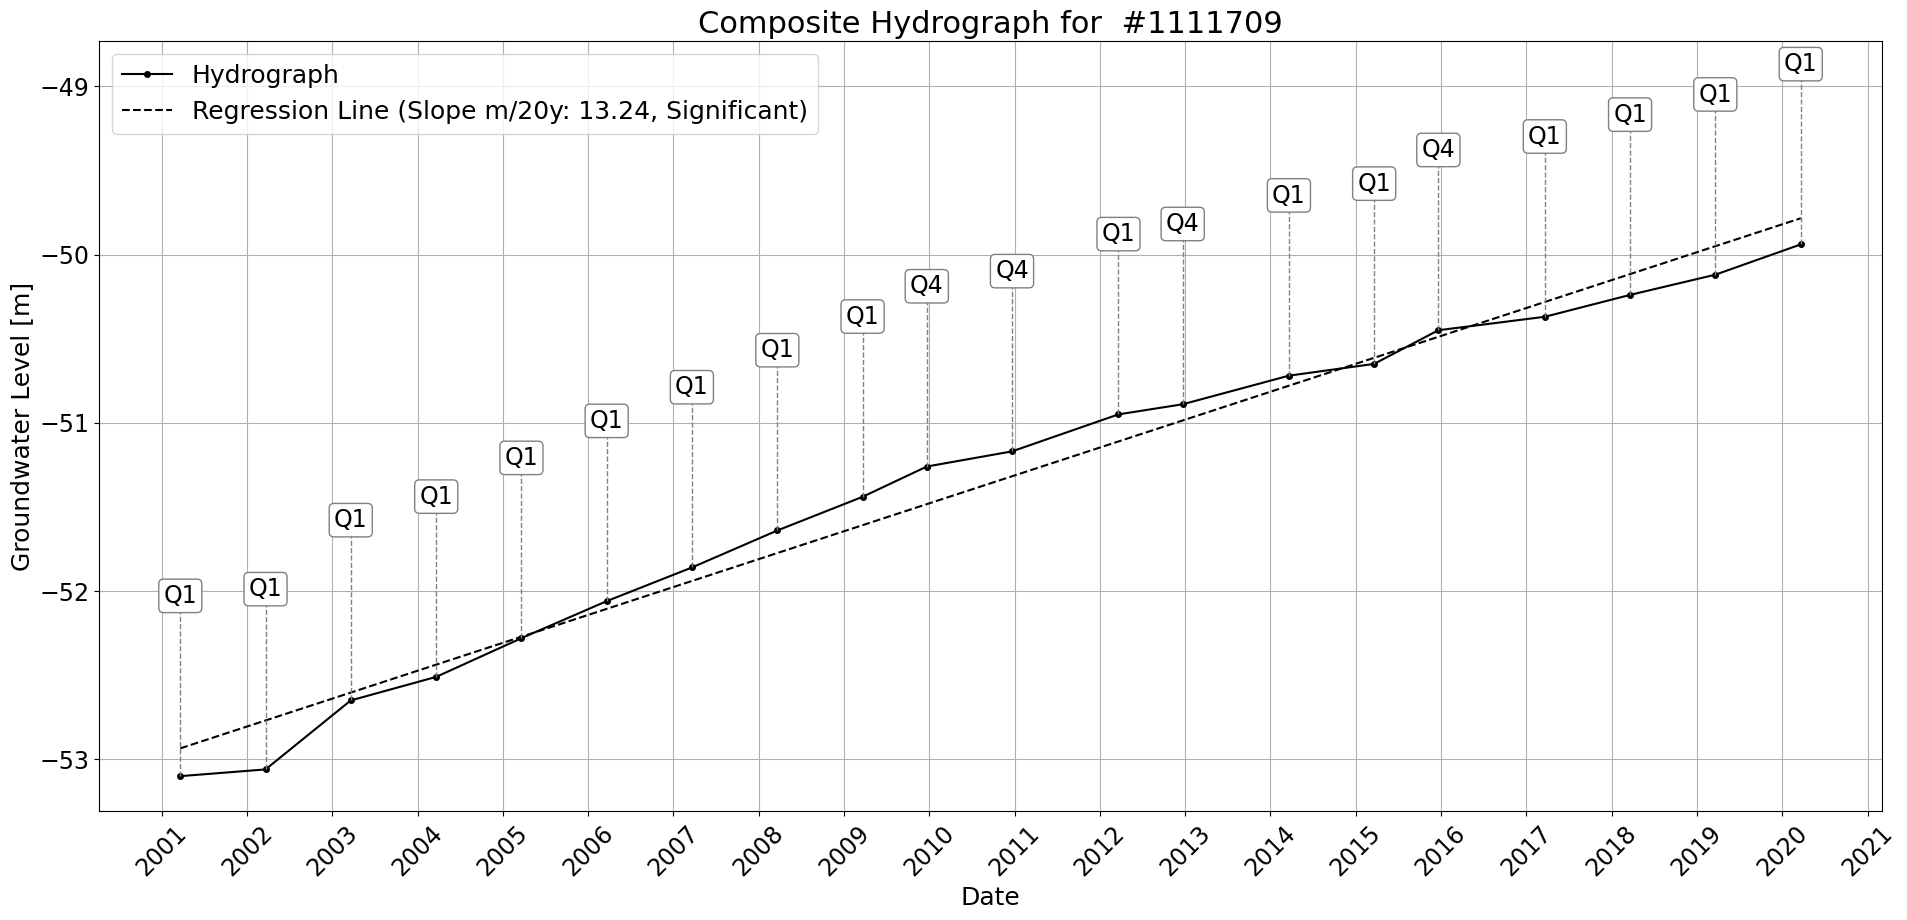 Composite Hydrograph for  #1111709
Hydrograph
Regression Line (Slope m/20y: 13.24, Significant)
Groundwater Level [m]
−49
−50
−51
−52
−53
Q1
Q1
Q1
Q1
Q1
Q1
Q1
Q1
Q1
Q4
Q4
Q1
Q4
Q1
Q1
Q4
Q1
Q1
Q1
Q1
2001
2002
2003
2004
2005
2006
2007
2008
2009
2010
2011
2012
2013
2014
2015
2016
2017
2018
2019
2020
2021
Date